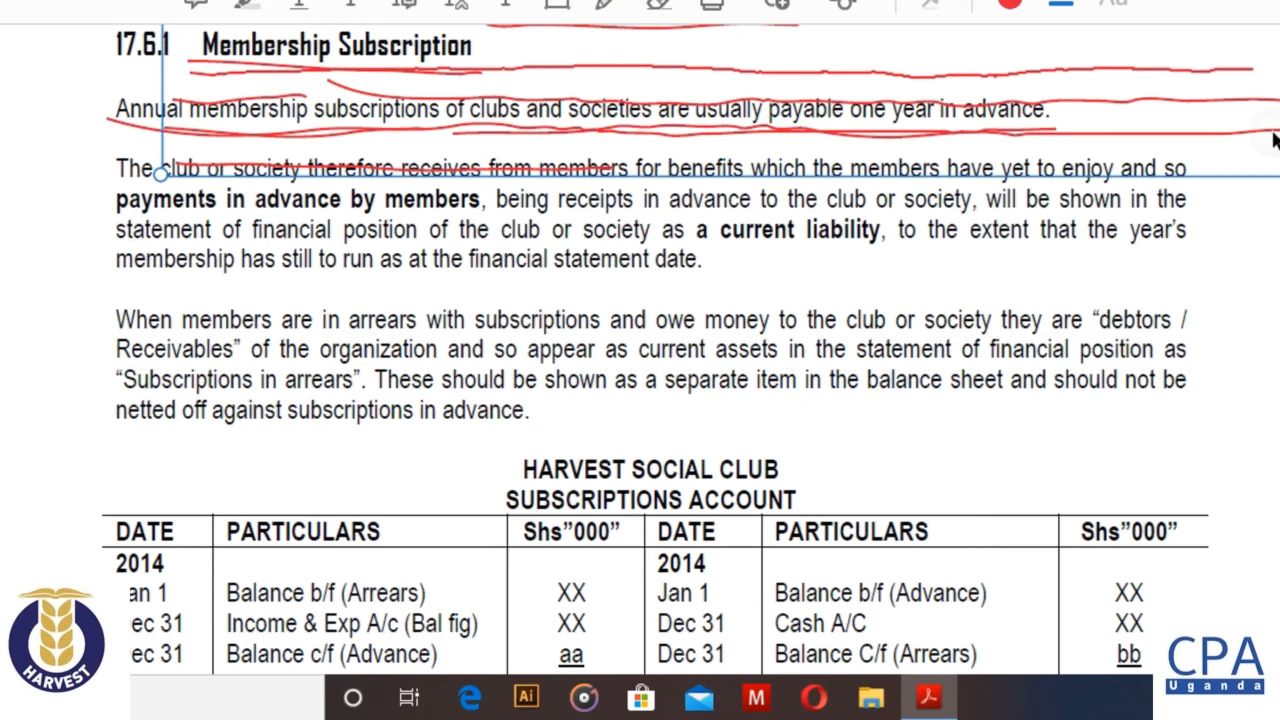 17.6.1 Membership Subscription
Annual membership subscriptions of clubs and societies are usually payable one year in advance.
The club or society therefore receives from members for benefits which the members have yet to enjoy and so
payments in advance by members, being receipts in advance to the club or society, will be shown in the
statement of financial position of the club or society as a current liability, to the extent that the year's
membership has still to run as at the financial statement date.
When members are in arrears with subscriptions and owe money to the club or society they are “debtors /
Receivables” of the organization and so appear as current assets in the statement of financial position as
“Subscriptions in arrears”. These should be shown as a separate item in the balance sheet and should not be
netted off against subscriptions in advance.
HARVEST SOCIAL CLUB
SUBSCRIPTIONS ACCOUNT
DATE PARTICULARS Shs”000” DATE PARTICULARS Shs”000”
2014 2014
an 1 Balance b/f (Arrears) XX Jan 1 Balance b/f (Advance) XX
ec 31 Income & Exp A/c (Bal fig) XX Dec 31 Cash A/C XX
ec 31 Balance c/f (Advance) aa Dec 31 Balance C/f (Arrears) bb
HARVEST
CPA
Uganda
Ai
M